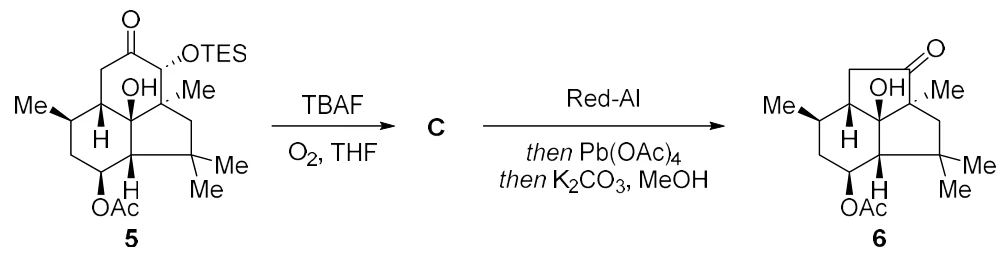 O
OTES
OH
Me
Me
H
Me
H
Me
OAc
5
TBAF
O₂, THF
C
Red-Al
then Pb(OAc)₄
then K₂CO₃, MeOH
O
OH
Me
Me
H
Me
H
Me
OAc
6